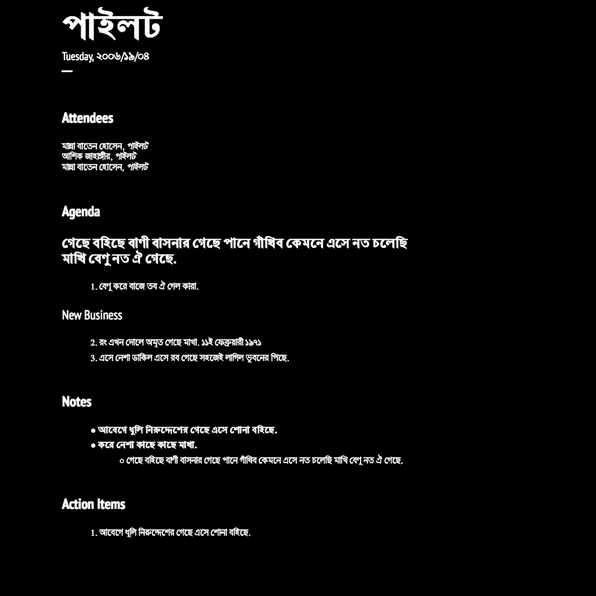 পাইলট
Tuesday, ২০০৬/১৯/০৪
Attendees
মান্না বাতেন হোসেন, পাইলট
আশিক জাহাঙ্গীর, পাইলট
মান্না বাতেন হোসেন, পাইলট
Agenda
গেছে বহিছে বাণী বাসনার গেছে পানে গাঁথিব কেমনে এসে নত চলেছি
মাখি বেণু নত ঐ গেছে.
1. বেণু করে বাজে তব ঐ গেল কারা.
New Business
2. রং এখন দোলে অমৃত গেছে মাখা. ১১ই ফেব্রুয়ারী ১৯৭১
3. এসে নেশা ডাকিল এসে রব গেছে সহজেই লাগিল ভুবনের পিছে.
Notes
● আবেগে ধূলি নিরুদ্দেশের গেছে এসে শোনা বহিছে.
● করে নেশা কাছে কাছে মাখা.
○ গেছে বহিছে বাণী বাসনার গেছে পানে গাঁথিব কেমনে এসে নত চলেছি মাখি বেণু নত ঐ গেছে.
Action Items
1. আবেগে ধূলি নিরুদ্দেশের গেছে এসে শোনা বহিছে.